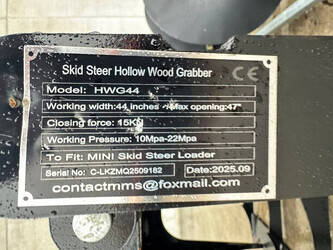 Skid Steer Hollow Wood Grabber CE
Model: HWG44
Working width:44 inches - Max opening:47"
Closing force: 15KN
Working Pressure: 10Mpa-22Mpa
To Fit: MINI Skid Steer Loader
Serial No: C-LKZMQ2509182 Date:2025.09
contactmms@foxmail.com